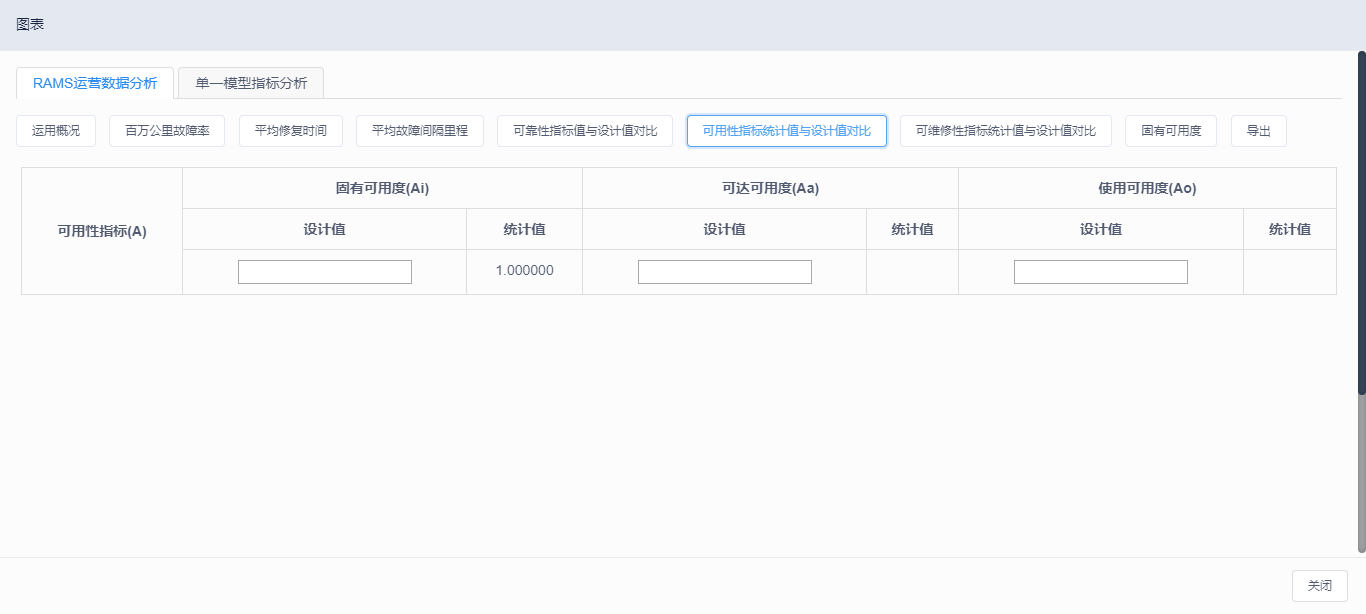 图表
RAMS运营数据分析 单一模型指标分析
运用概况 百万公里故障率 平均修复时间 平均故障间隔里程 可靠性指标值与设计值对比 可用性指标统计值与设计值对比 可维修性指标统计值与设计值对比 固有可用度 导出
固有可用度(Ai) 可达可用度(Aa) 使用可用度(Ao)
可用性指标(A) 设计值 统计值 设计值 统计值 设计值 统计值
1.000000
关闭